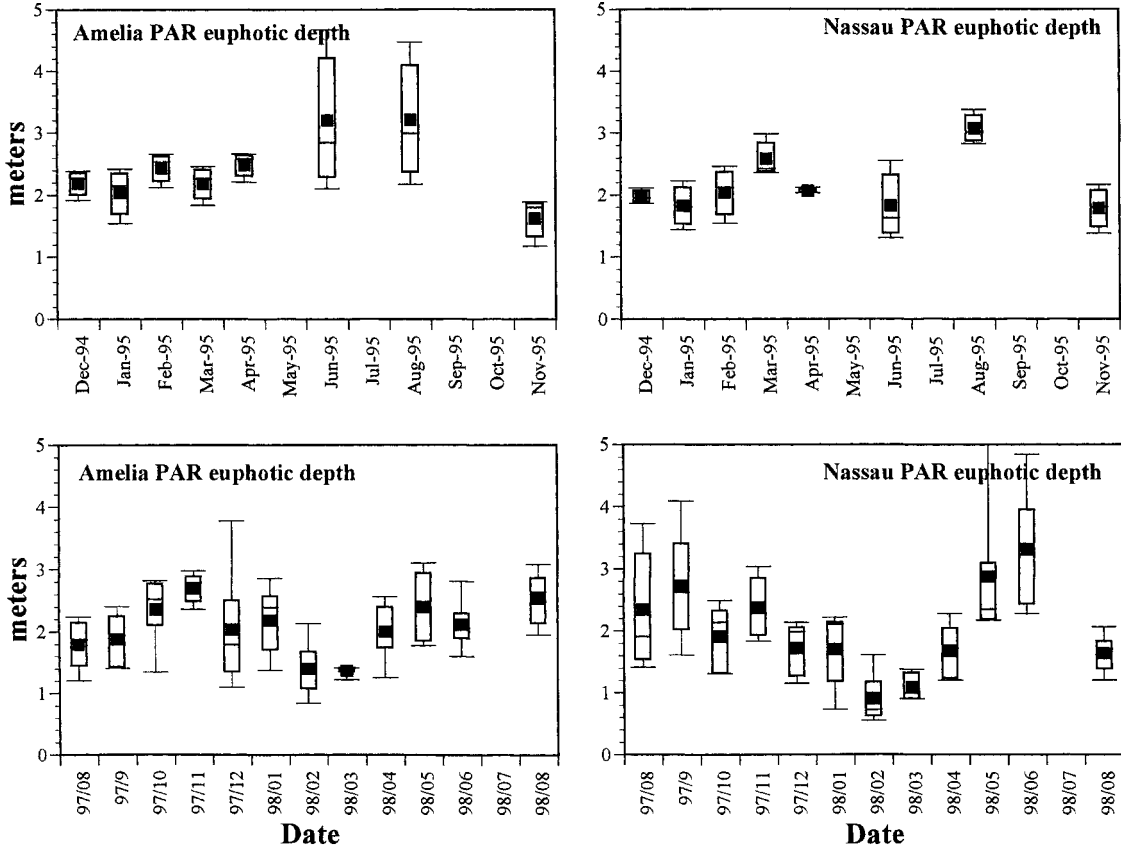 Amelia PAR euphotic depth
meters
5
4
3
2
1
0
Dec-94
Jan-95
Feb-95
Mar-95
Apr-95
May-95
Jun-95
Jul-95
Aug-95
Sep-95
Oct-95
Nov-95
Nassau PAR euphotic depth
5
4
3
2
1
0
Dec-94
Jan-95
Feb-95
Mar-95
Apr-95
May-95
Jun-95
Jul-95
Aug-95
Sep-95
Oct-95
Nov-95
Amelia PAR euphotic depth
meters
5
4
3
2
1
0
97/08
97/9
97/10
97/11
97/12
98/01
98/02
98/03
98/04
98/05
98/06
98/07
98/08
Date
Nassau PAR euphotic depth
5
4
3
2
1
0
97/08
97/9
97/10
97/11
97/12
98/01
98/02
98/03
98/04
98/05
98/06
98/07
98/08
Date